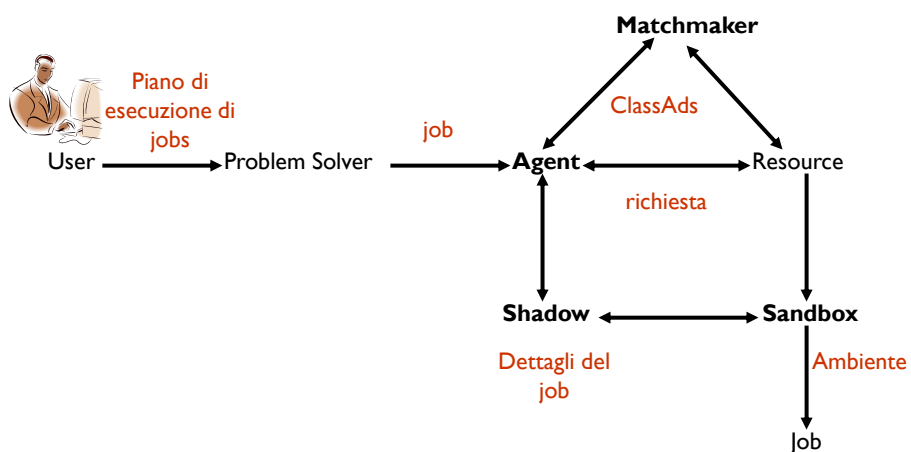 Matchmaker
Piano di
esecuzione di
jobs
ClassAds
job
User
Problem Solver
Agent
Resource
richiesta
Shadow
Sandbox
Dettagli del
job
Ambiente
Job